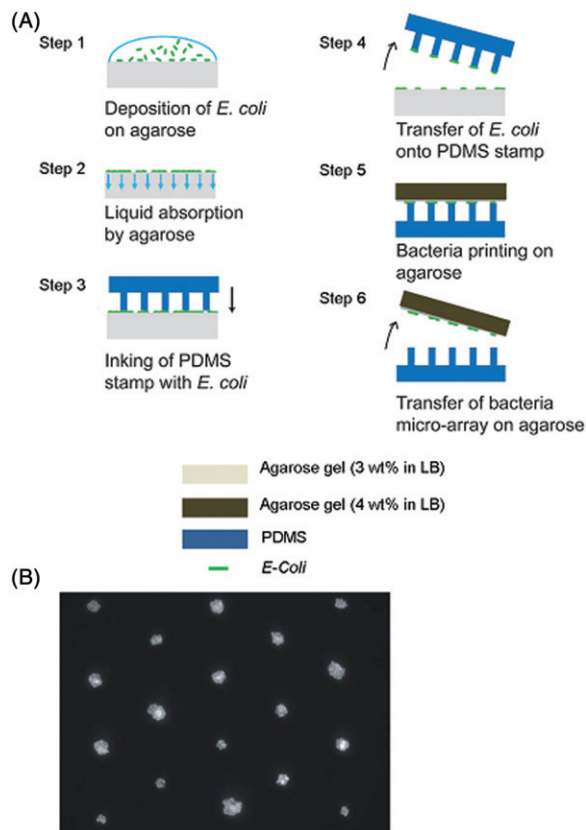 (A)
Step 1
Deposition of E. coli
on agarose
Step 2
Liquid absorption
by agarose
Step 3
Inking of PDMS
stamp with E. coli
Step 4
Transfer of E. coli
onto PDMS stamp
Step 5
Bacteria printing on
agarose
Step 6
Transfer of bacteria
micro-array on agarose
Agarose gel (3 wt% in LB)
Agarose gel (4 wt% in LB)
PDMS
E-Coli
(B)